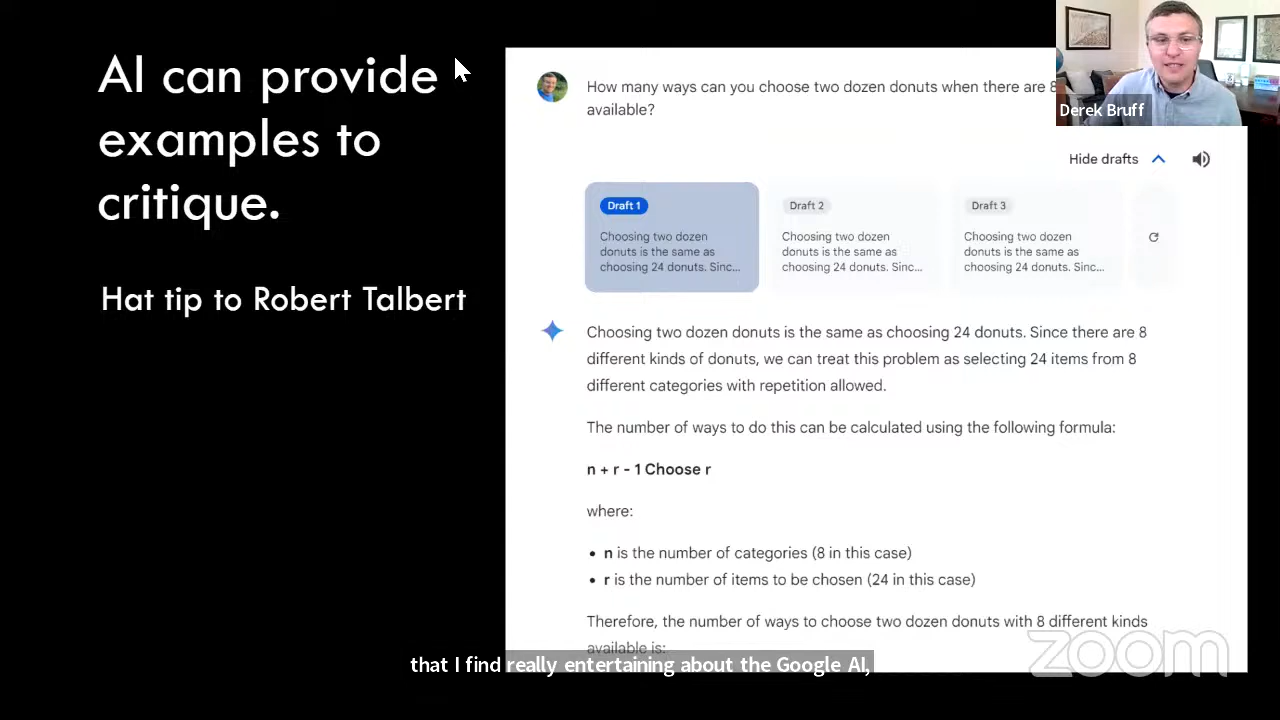 AI can provide
examples to
critique.
Hat tip to Robert Talbert
How many ways can you choose two dozen donuts when there are 8
available?
Derek Bruff
Hide drafts
Draft 1
Choosing two dozen
donuts is the same as
choosing 24 donuts. Sinc...
Draft 2
Choosing two dozen
donuts is the same as
choosing 24 donuts. Sinc...
Draft 3
Choosing two dozen
donuts is the same as
choosing 24 donuts. Sinc...
Choosing two dozen donuts is the same as choosing 24 donuts. Since there are 8
different kinds of donuts, we can treat this problem as selecting 24 items from 8
different categories with repetition allowed.
The number of ways to do this can be calculated using the following formula:
n + r - 1 Choose r
where:
• n is the number of categories (8 in this case)
• r is the number of items to be chosen (24 in this case)
Therefore, the number of ways to choose two dozen donuts with 8 different kinds
available is:
that I find really entertaining about the Google AI,
zoom